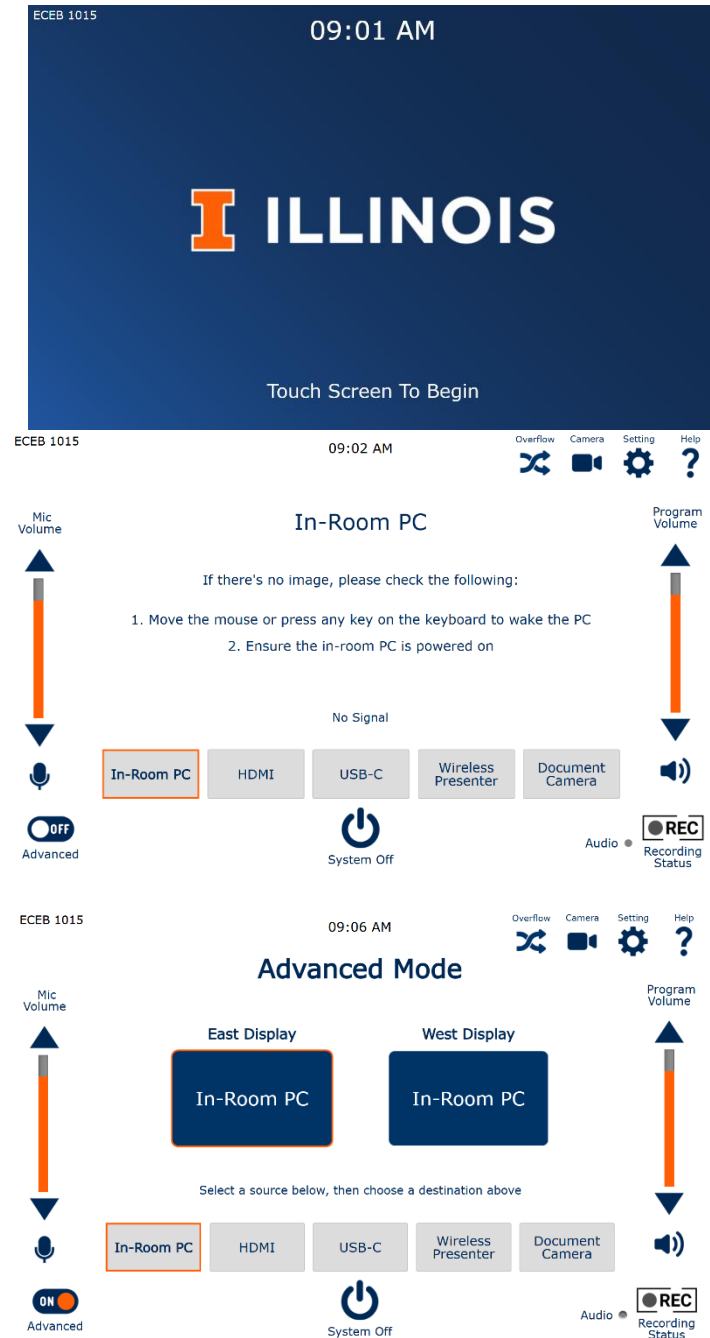 ECEB 1015
09:01 AM
I ILLINOIS
Touch Screen To Begin
ECEB 1015
09:02 AM
Overflow
Camera
Setting
Help
?
Mic
Volume
In-Room PC
Program
Volume
If there's no image, please check the following:
1. Move the mouse or press any key on the keyboard to wake the PC
2. Ensure the in-room PC is powered on
No Signal
In-Room PC
HDMI
USB-C
Wireless
Presenter
Document
Camera
OFF
Advanced
System Off
Audio
REC
Recording
Status
ECEB 1015
09:06 AM
Overflow
Camera
Setting
Help
?
Advanced Mode
Mic
Volume
Program
Volume
East Display
West Display
In-Room PC
In-Room PC
Select a source below, then choose a destination above
In-Room PC
HDMI
USB-C
Wireless
Presenter
Document
Camera
ON
Advanced
System Off
Audio
REC
Recording
Status